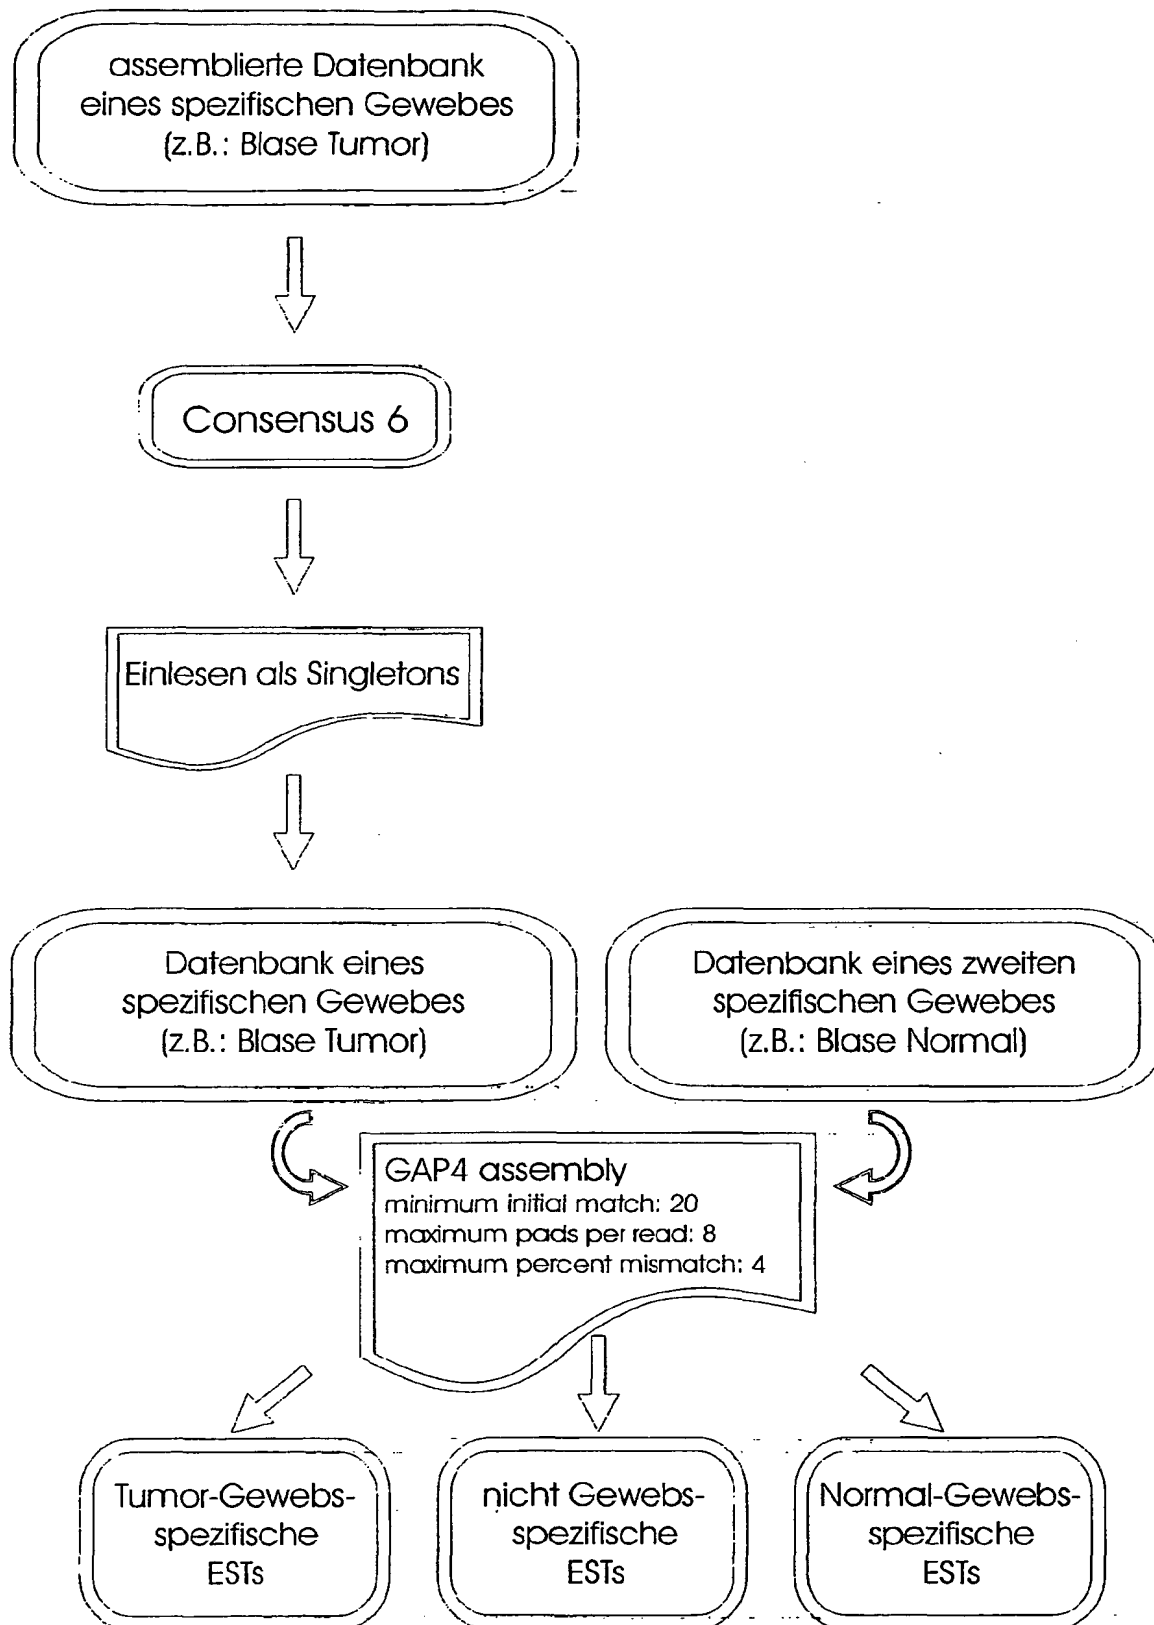 assemblierte Datenbank
eines spezifischen Gewebes
(z.B.: Blase Tumor)
Consensus 6
Einlesen als Singletons
Datenbank eines
spezifischen Gewebes
(z.B.: Blase Tumor)
Datenbank eines zweiten
spezifischen Gewebes
(z.B.: Blase Normal)
GAP4 assembly
minimum initial match: 20
maximum pads per read: 8
maximum percent mismatch: 4
Tumor-Gewebs-
spezifische
ESTs
nicht Gewebs-
spezifische
ESTs
Normal-Gewebs-
spezifische
ESTs